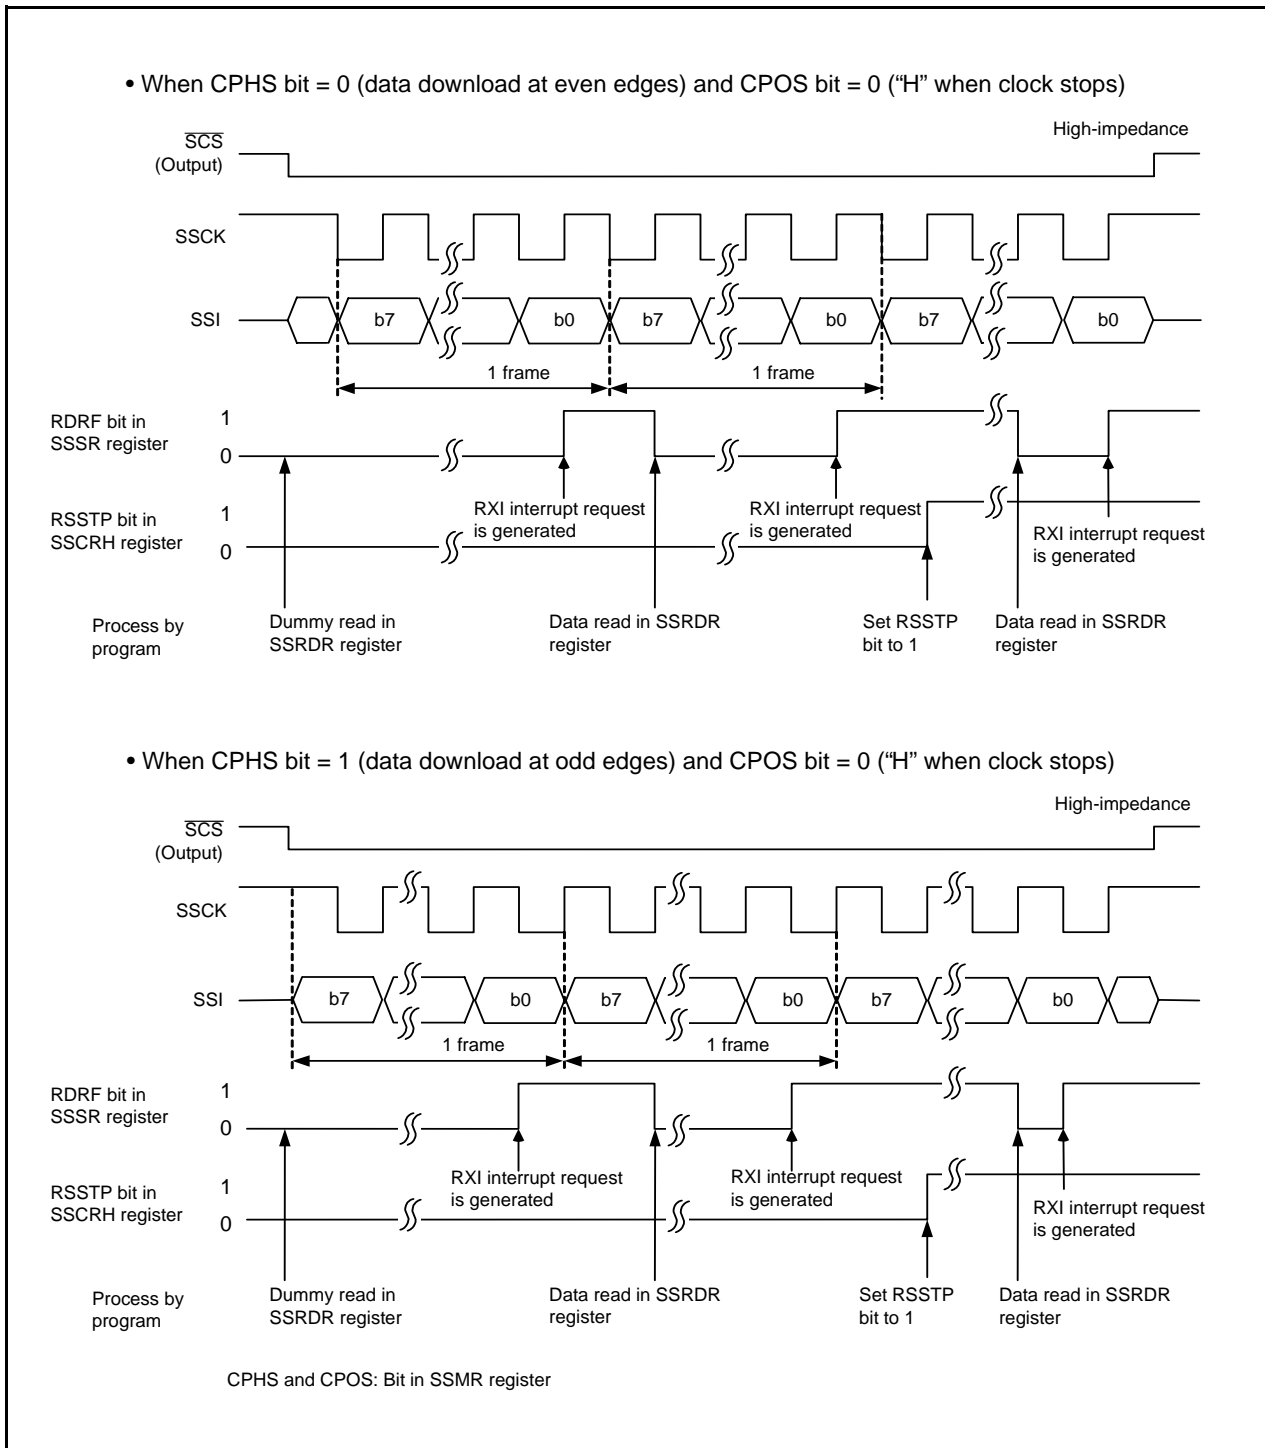 • When CPHS bit = 0 (data download at even edges) and CPOS bit = 0 (“H” when clock stops)
High-impedance
SCS
(Output)
SSCK
SSI
b7
b0
b7
b0
b7
b0
1 frame
1 frame
RDRF bit in
SSSR register
1
0
RXI interrupt request
is generated
RXI interrupt request
is generated
RXI interrupt request
is generated
RSSTP bit in
SSCRH register
1
0
Process by
program
Dummy read in
SSRDR register
Data read in SSRDR
register
Set RSSTP
bit to 1
Data read in SSRDR
register
• When CPHS bit = 1 (data download at odd edges) and CPOS bit = 0 (“H” when clock stops)
High-impedance
SCS
(Output)
SSCK
SSI
b7
b0
b7
b0
b7
b0
1 frame
1 frame
RDRF bit in
SSSR register
1
0
RXI interrupt request
is generated
RXI interrupt request
is generated
RXI interrupt request
is generated
RSSTP bit in
SSCRH register
1
0
Process by
program
Dummy read in
SSRDR register
Data read in SSRDR
register
Set RSSTP
bit to 1
Data read in SSRDR
register
CPHS and CPOS: Bit in SSMR register